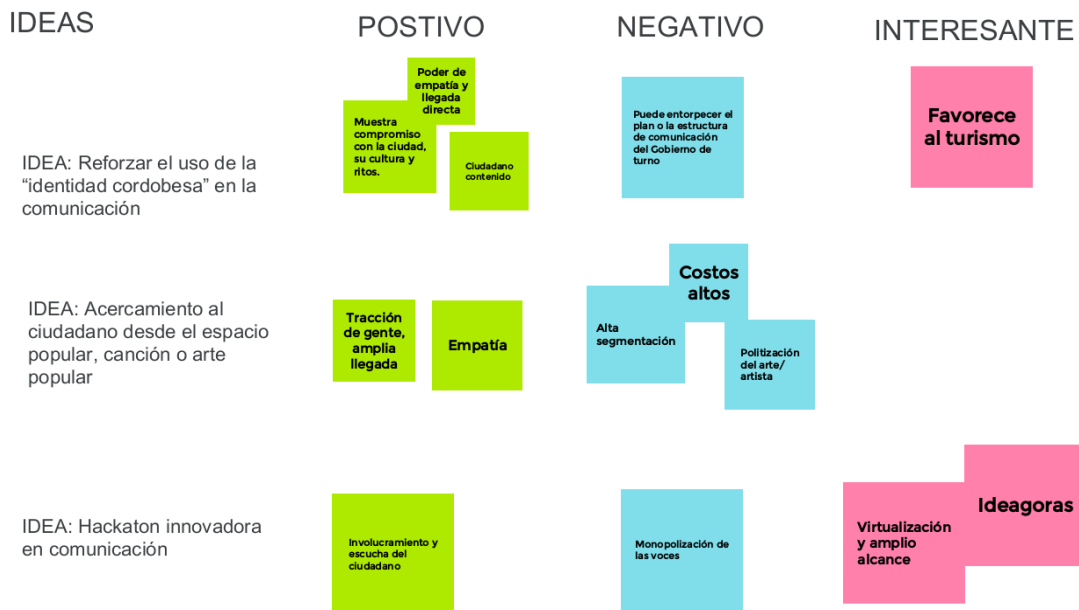 IDEAS
POSTIVO
NEGATIVO
INTERESANTE
IDEA: Reforzar el uso de la
“identidad cordobesa” en la
comunicación
Poder de
empatía y
llegada
directa
Muestra
compromiso
con la ciudad,
su cultura y
ritos.
Ciudadano
contenido
Puede entorpecer el
plan o la estructura
de comunicación
del Gobierno de
turno
Favorece
al turismo
IDEA: Acercamiento al
ciudadano desde el espacio
popular, canción o arte
popular
Tracción
de gente,
amplia
llegada
Empatía
Costos
altos
Alta
segmentación
Politización
del arte/
artista
IDEA: Hackaton innovadora
en comunicación
Involucramiento y
escucha del
ciudadano
Monopolización de
las voces
Virtualización
y amplio
alcance
Ideagoras